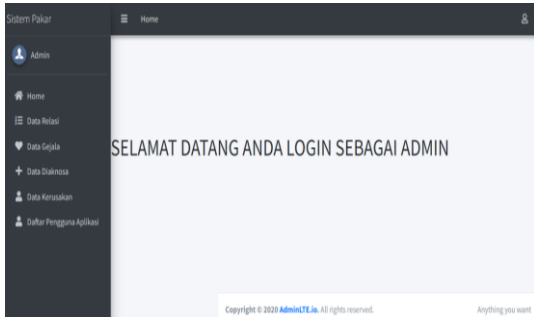 Sistem Pakar
Home
Admin
Home
Data Relasi
Data Gejala
Data Diaknosa
Data Kerusakan
Daftar Pengguna Aplikasi
SELAMAT DATANG ANDA LOGIN SEBAGAI ADMIN
Copyright © 2020 AdminLTE.io. All rights reserved.
Anything you want